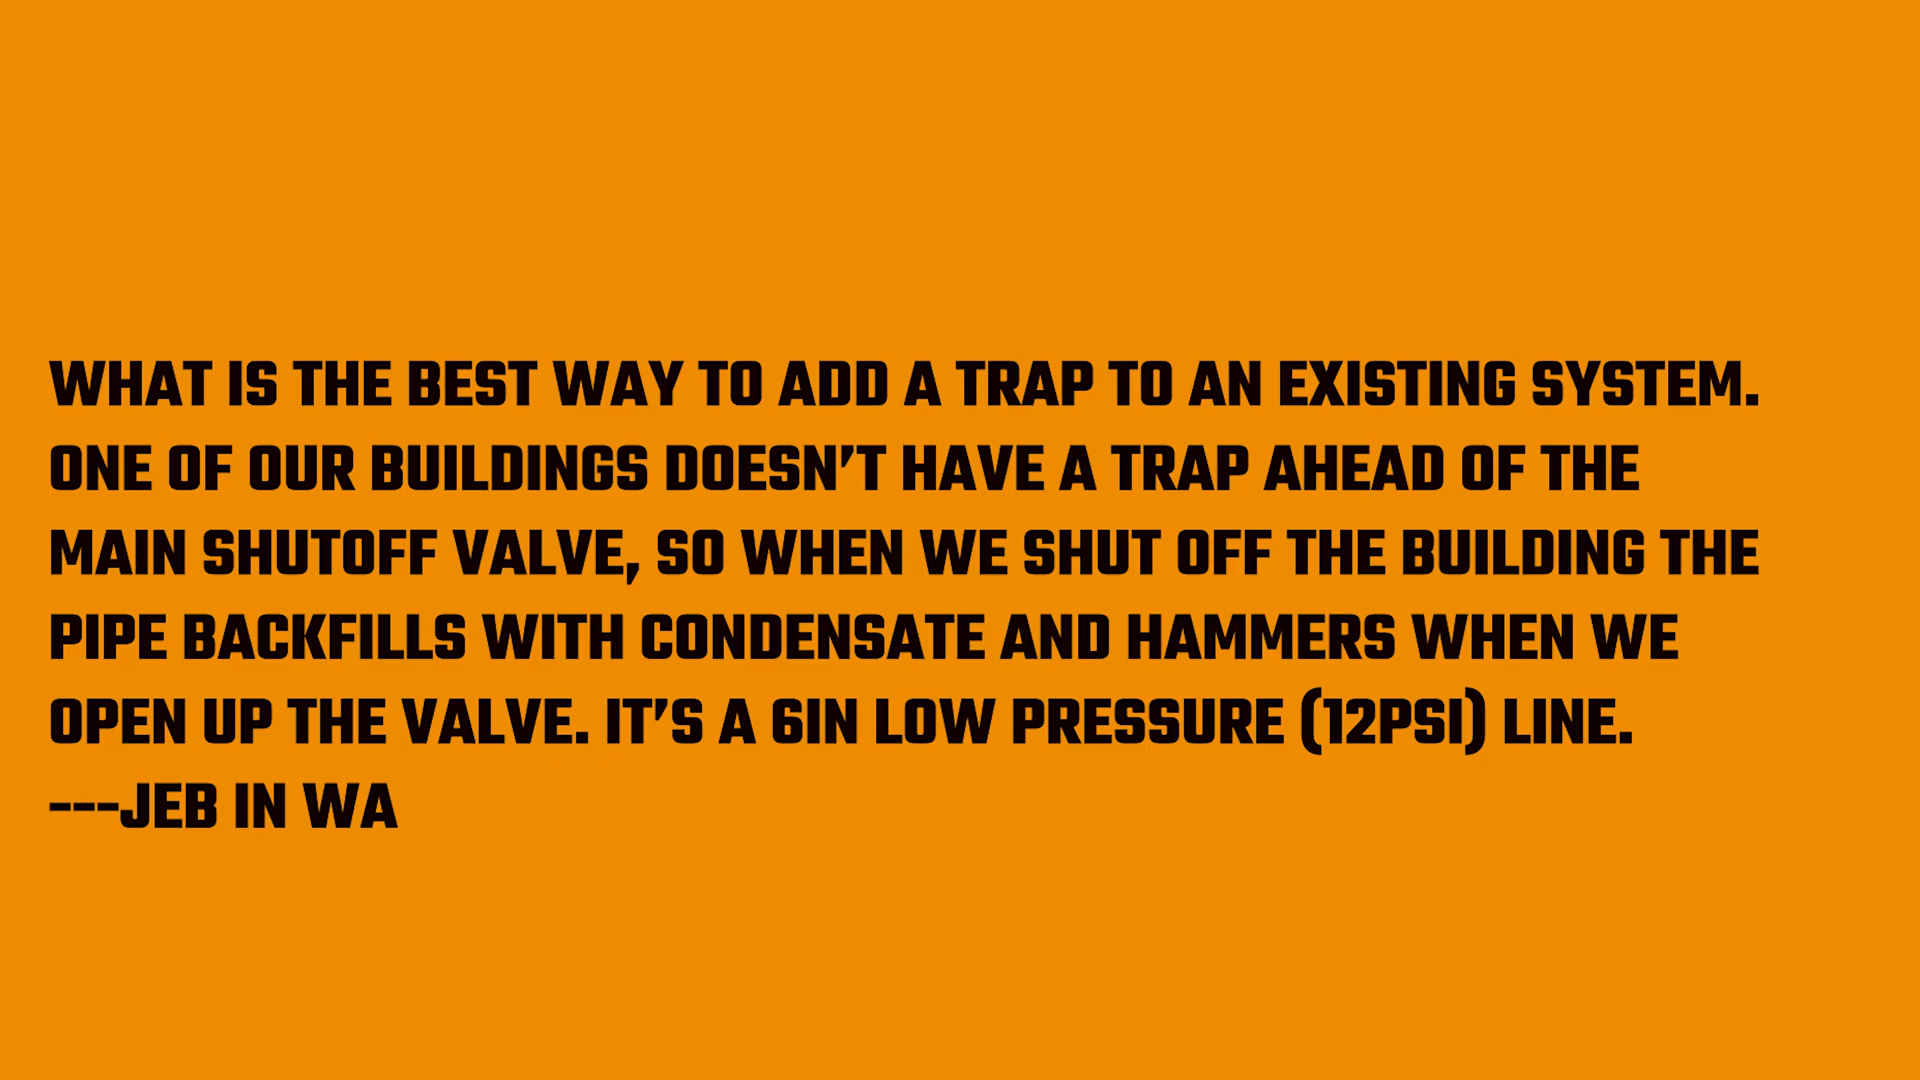 WHAT IS THE BEST WAY TO ADD A TRAP TO AN EXISTING SYSTEM.
ONE OF OUR BUILDINGS DOESN'T HAVE A TRAP AHEAD OF THE
MAIN SHUTOFF VALVE, SO WHEN WE SHUT OFF THE BUILDING THE
PIPE BACKFILLS WITH CONDENSATE AND HAMMERS WHEN WE
OPEN UP THE VALVE. IT'S A 6IN LOW PRESSURE (12PSI) LINE.
---JEB IN WA